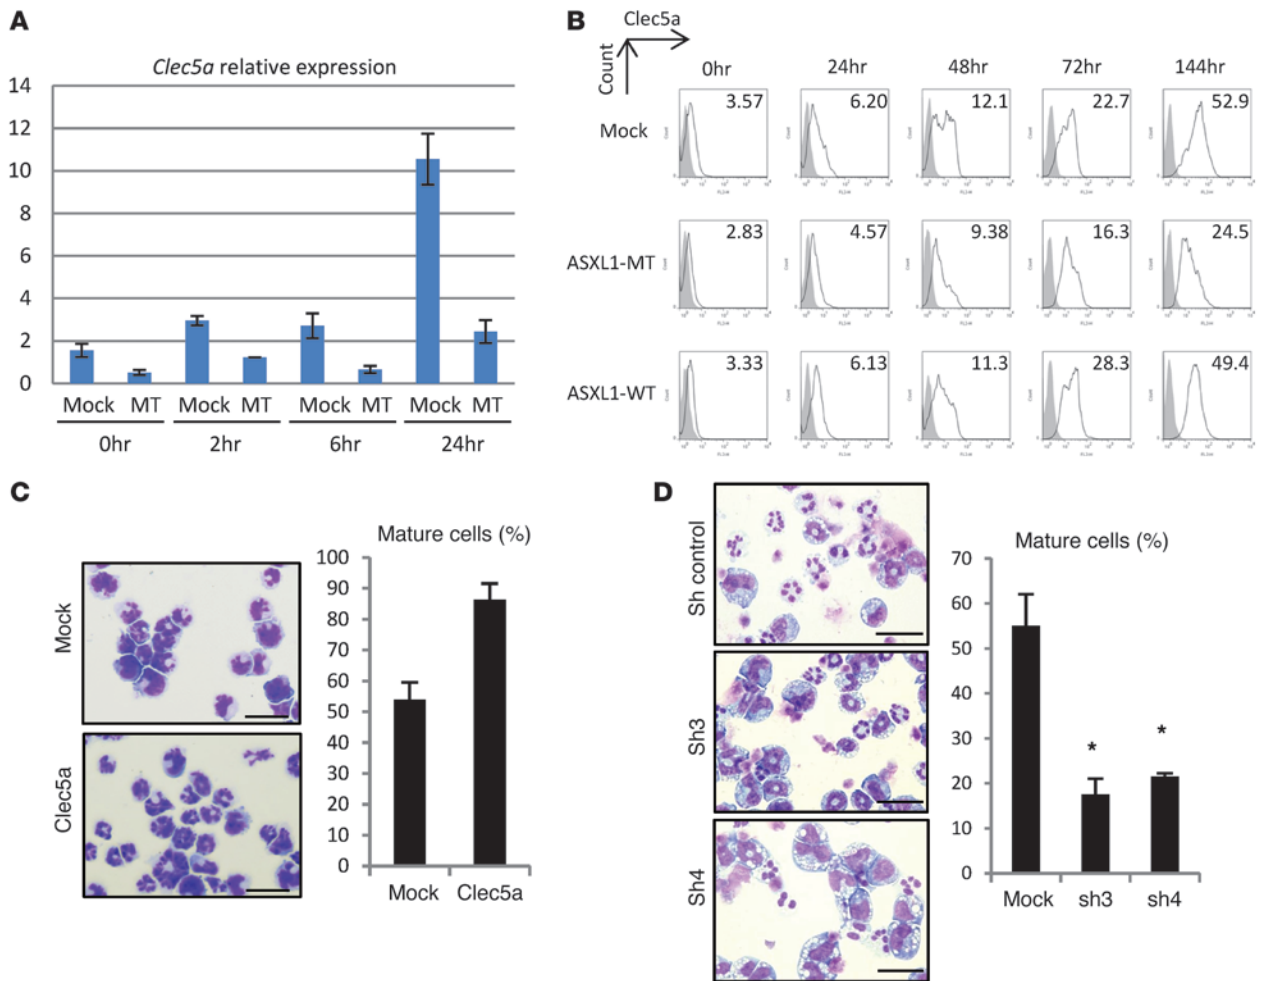 A
Clec5a relative expression
14
12
10
8
6
4
2
0
Mock MT Mock MT Mock MT Mock MT
0hr 2hr 6hr 24hr
B
Clec5a
Count
0hr 24hr 48hr 72hr 144hr
Mock
3.57 6.20 12.1 22.7 52.9
ASXL1-MT
2.83 4.57 9.38 16.3 24.5
ASXL1-WT
3.33 6.13 11.3 28.3 49.4
C
Mock
Clec5a
Mature cells (%)
100
90
80
70
60
50
40
30
20
10
0
Mock Clec5a
D
Sh control
Sh3
Sh4
Mature cells (%)
70
60
50
40
30
20
10
0
* *
Mock sh3 sh4